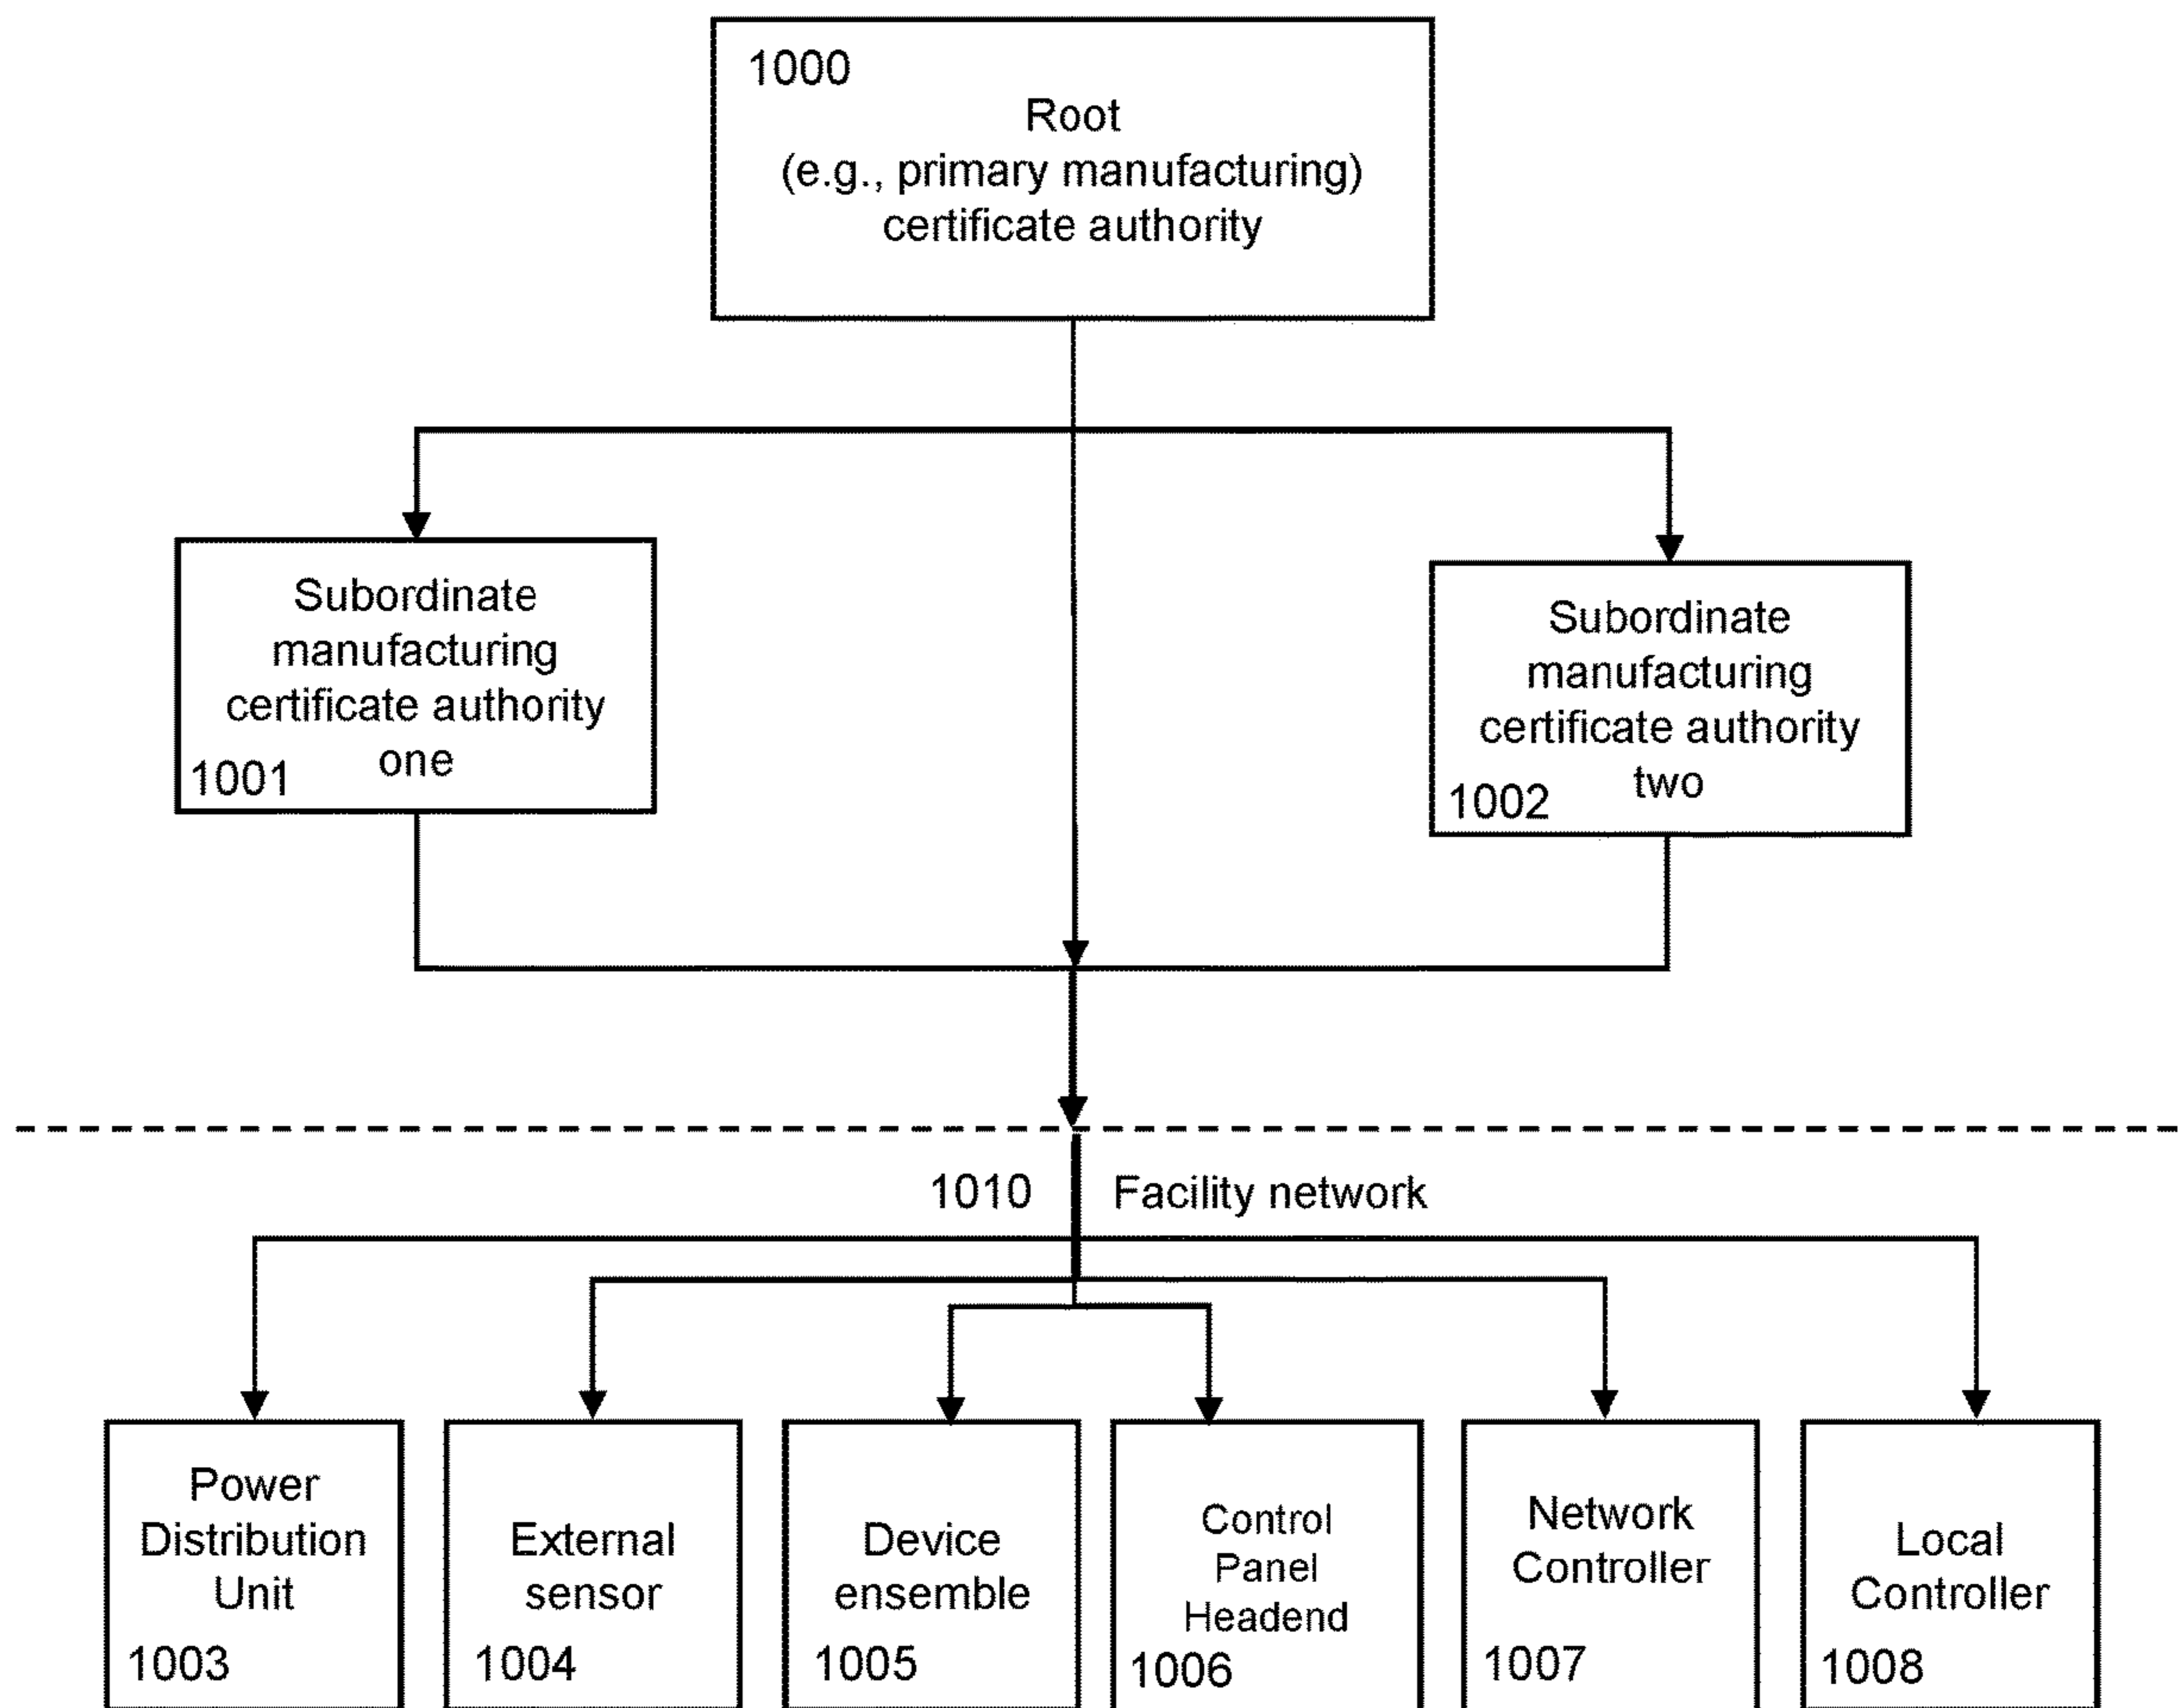 1000
Root
(e.g., primary manufacturing)
certificate authority
Subordinate
manufacturing
certificate authority
one
1001
Subordinate
manufacturing
certificate authority
two
1002
1010 Facility network
Power
Distribution
Unit
1003
External
sensor
1004
Device
ensemble
1005
Control
Panel
Headend
1006
Network
Controller
1007
Local
Controller
1008